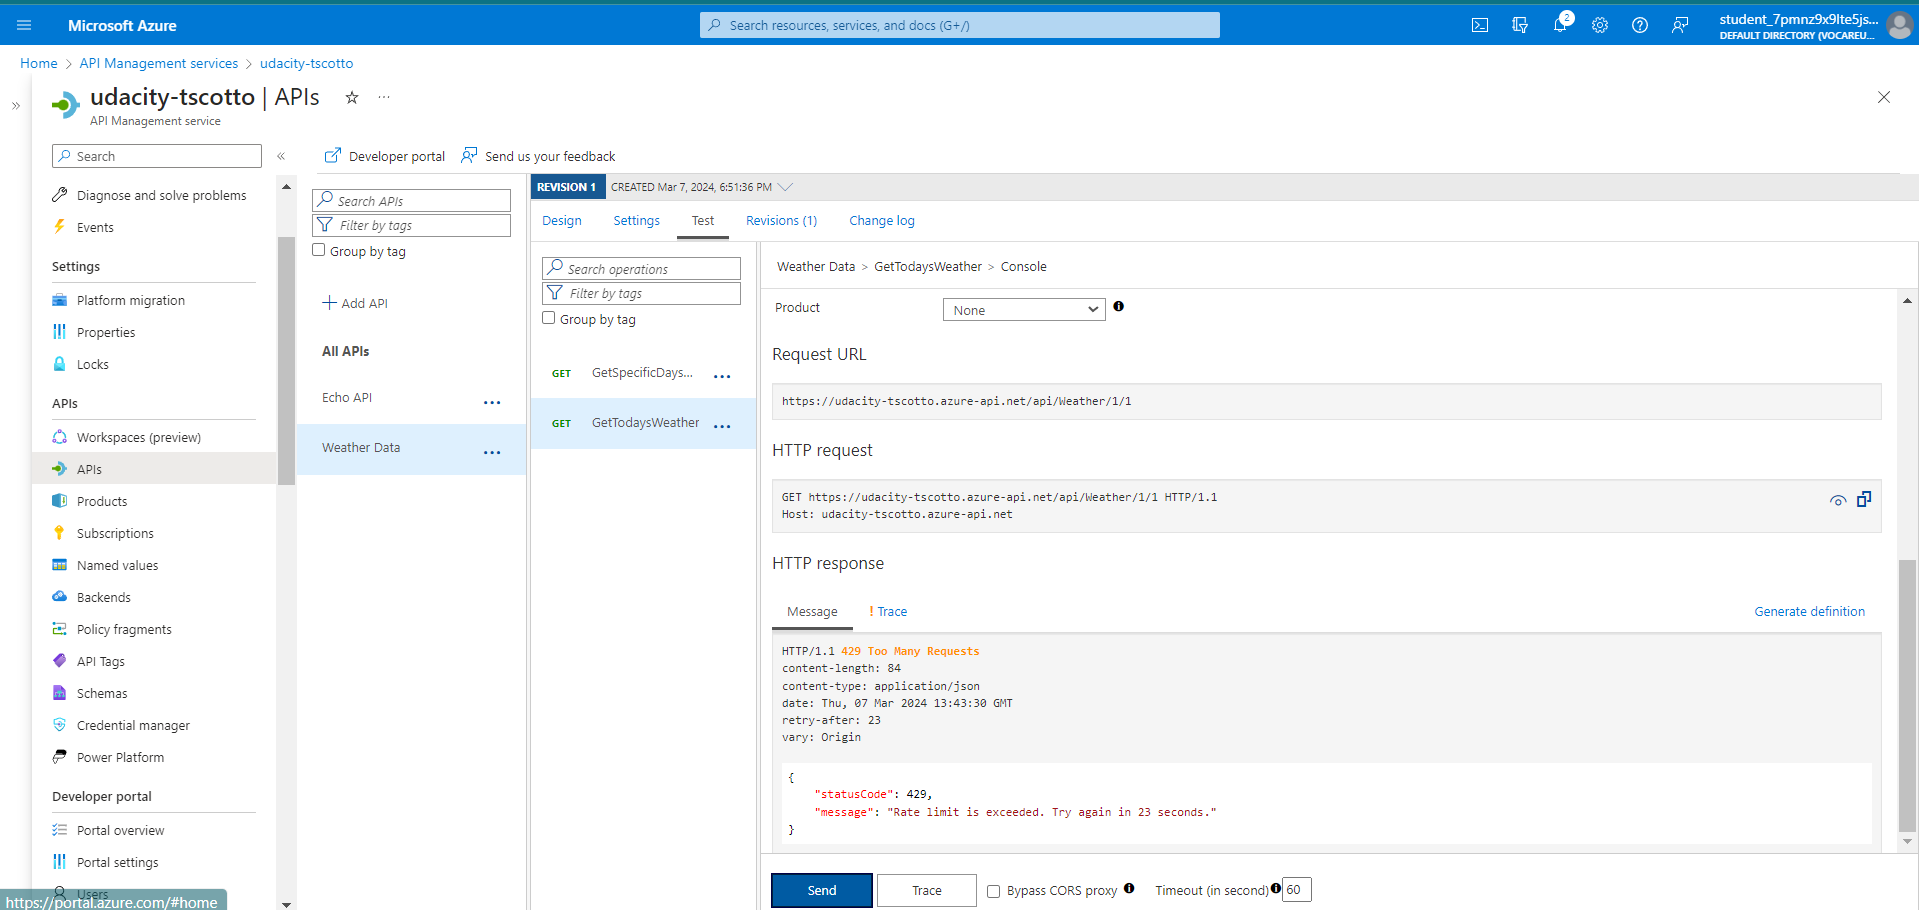 Microsoft Azure
Search resources, services, and docs (G+/)
2
student_7pmnz9x9lte5js...
DEFAULT DIRECTORY (VOCAREU...
Home > API Management services > udacity-tscotto
udacity-tscotto | APIs
API Management service
Search
Diagnose and solve problems
Events
Settings
Platform migration
Properties
Locks
APIs
Workspaces (preview)
APIs
Products
Subscriptions
Named values
Backends
Policy fragments
API Tags
Schemas
Credential manager
Power Platform
Developer portal
Portal overview
Portal settings
Users
https://portal.azure.com/#home
Developer portal
Send us your feedback
Search APIs
Filter by tags
Group by tag
Add API
All APIs
Echo API
Weather Data
REVISION 1 CREATED Mar 7, 2024, 6:51:36 PM
Design Settings Test Revisions (1) Change log
Search operations
Filter by tags
Group by tag
GET GetSpecificDays...
GET GetTodaysWeather
Weather Data > GetTodaysWeather > Console
Product None
Request URL
https://udacity-tscotto.azure-api.net/api/Weather/1/1
HTTP request
GET https://udacity-tscotto.azure-api.net/api/Weather/1/1 HTTP/1.1
Host: udacity-tscotto.azure-api.net
HTTP response
Message ! Trace Generate definition
HTTP/1.1 429 Too Many Requests
content-length: 84
content-type: application/json
date: Thu, 07 Mar 2024 13:43:30 GMT
retry-after: 23
vary: Origin
{
"statusCode": 429,
"message": "Rate limit is exceeded. Try again in 23 seconds."
}
Send Trace Bypass CORS proxy Timeout (in second) 60